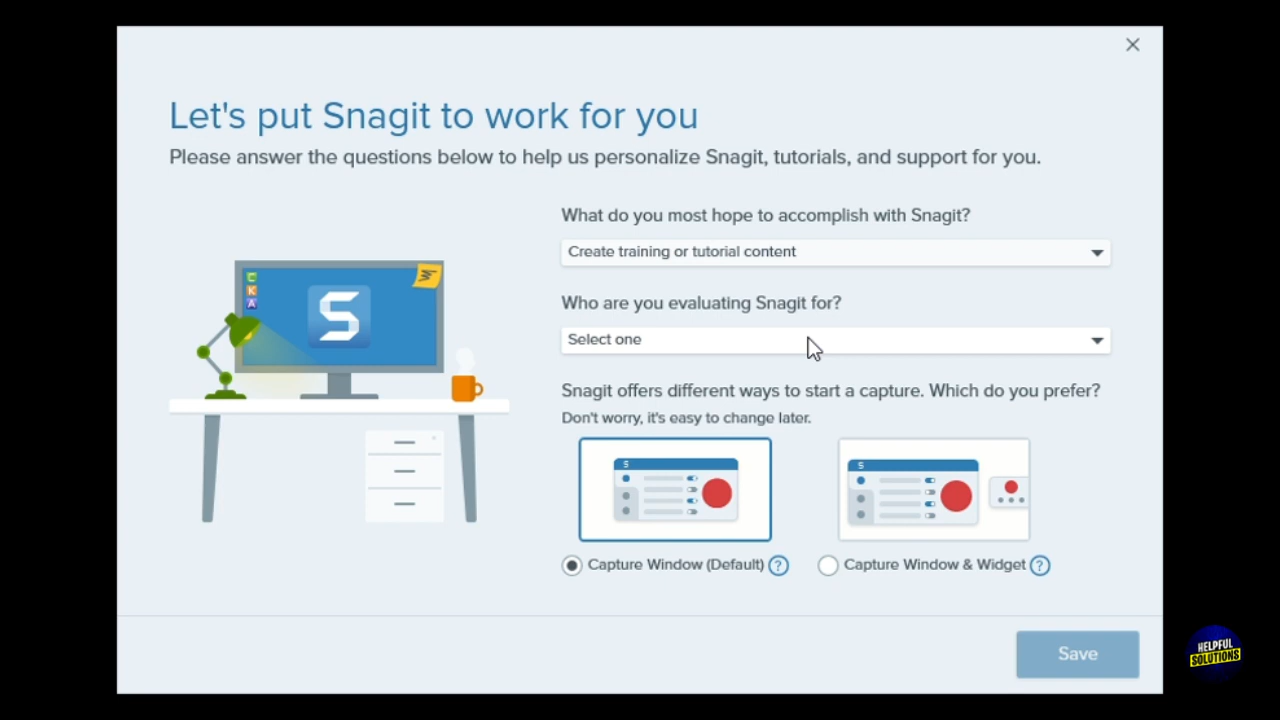 Let's put Snagit to work for you
Please answer the questions below to help us personalize Snagit, tutorials, and support for you.
What do you most hope to accomplish with Snagit?
Create training or tutorial content
Who are you evaluating Snagit for?
Select one
Snagit offers different ways to start a capture. Which do you prefer?
Don't worry, it's easy to change later.
C
K
A
S
S
S
Capture Window (Default) ?
Capture Window & Widget ?
Save
HELPFUL
SOLUTIONS